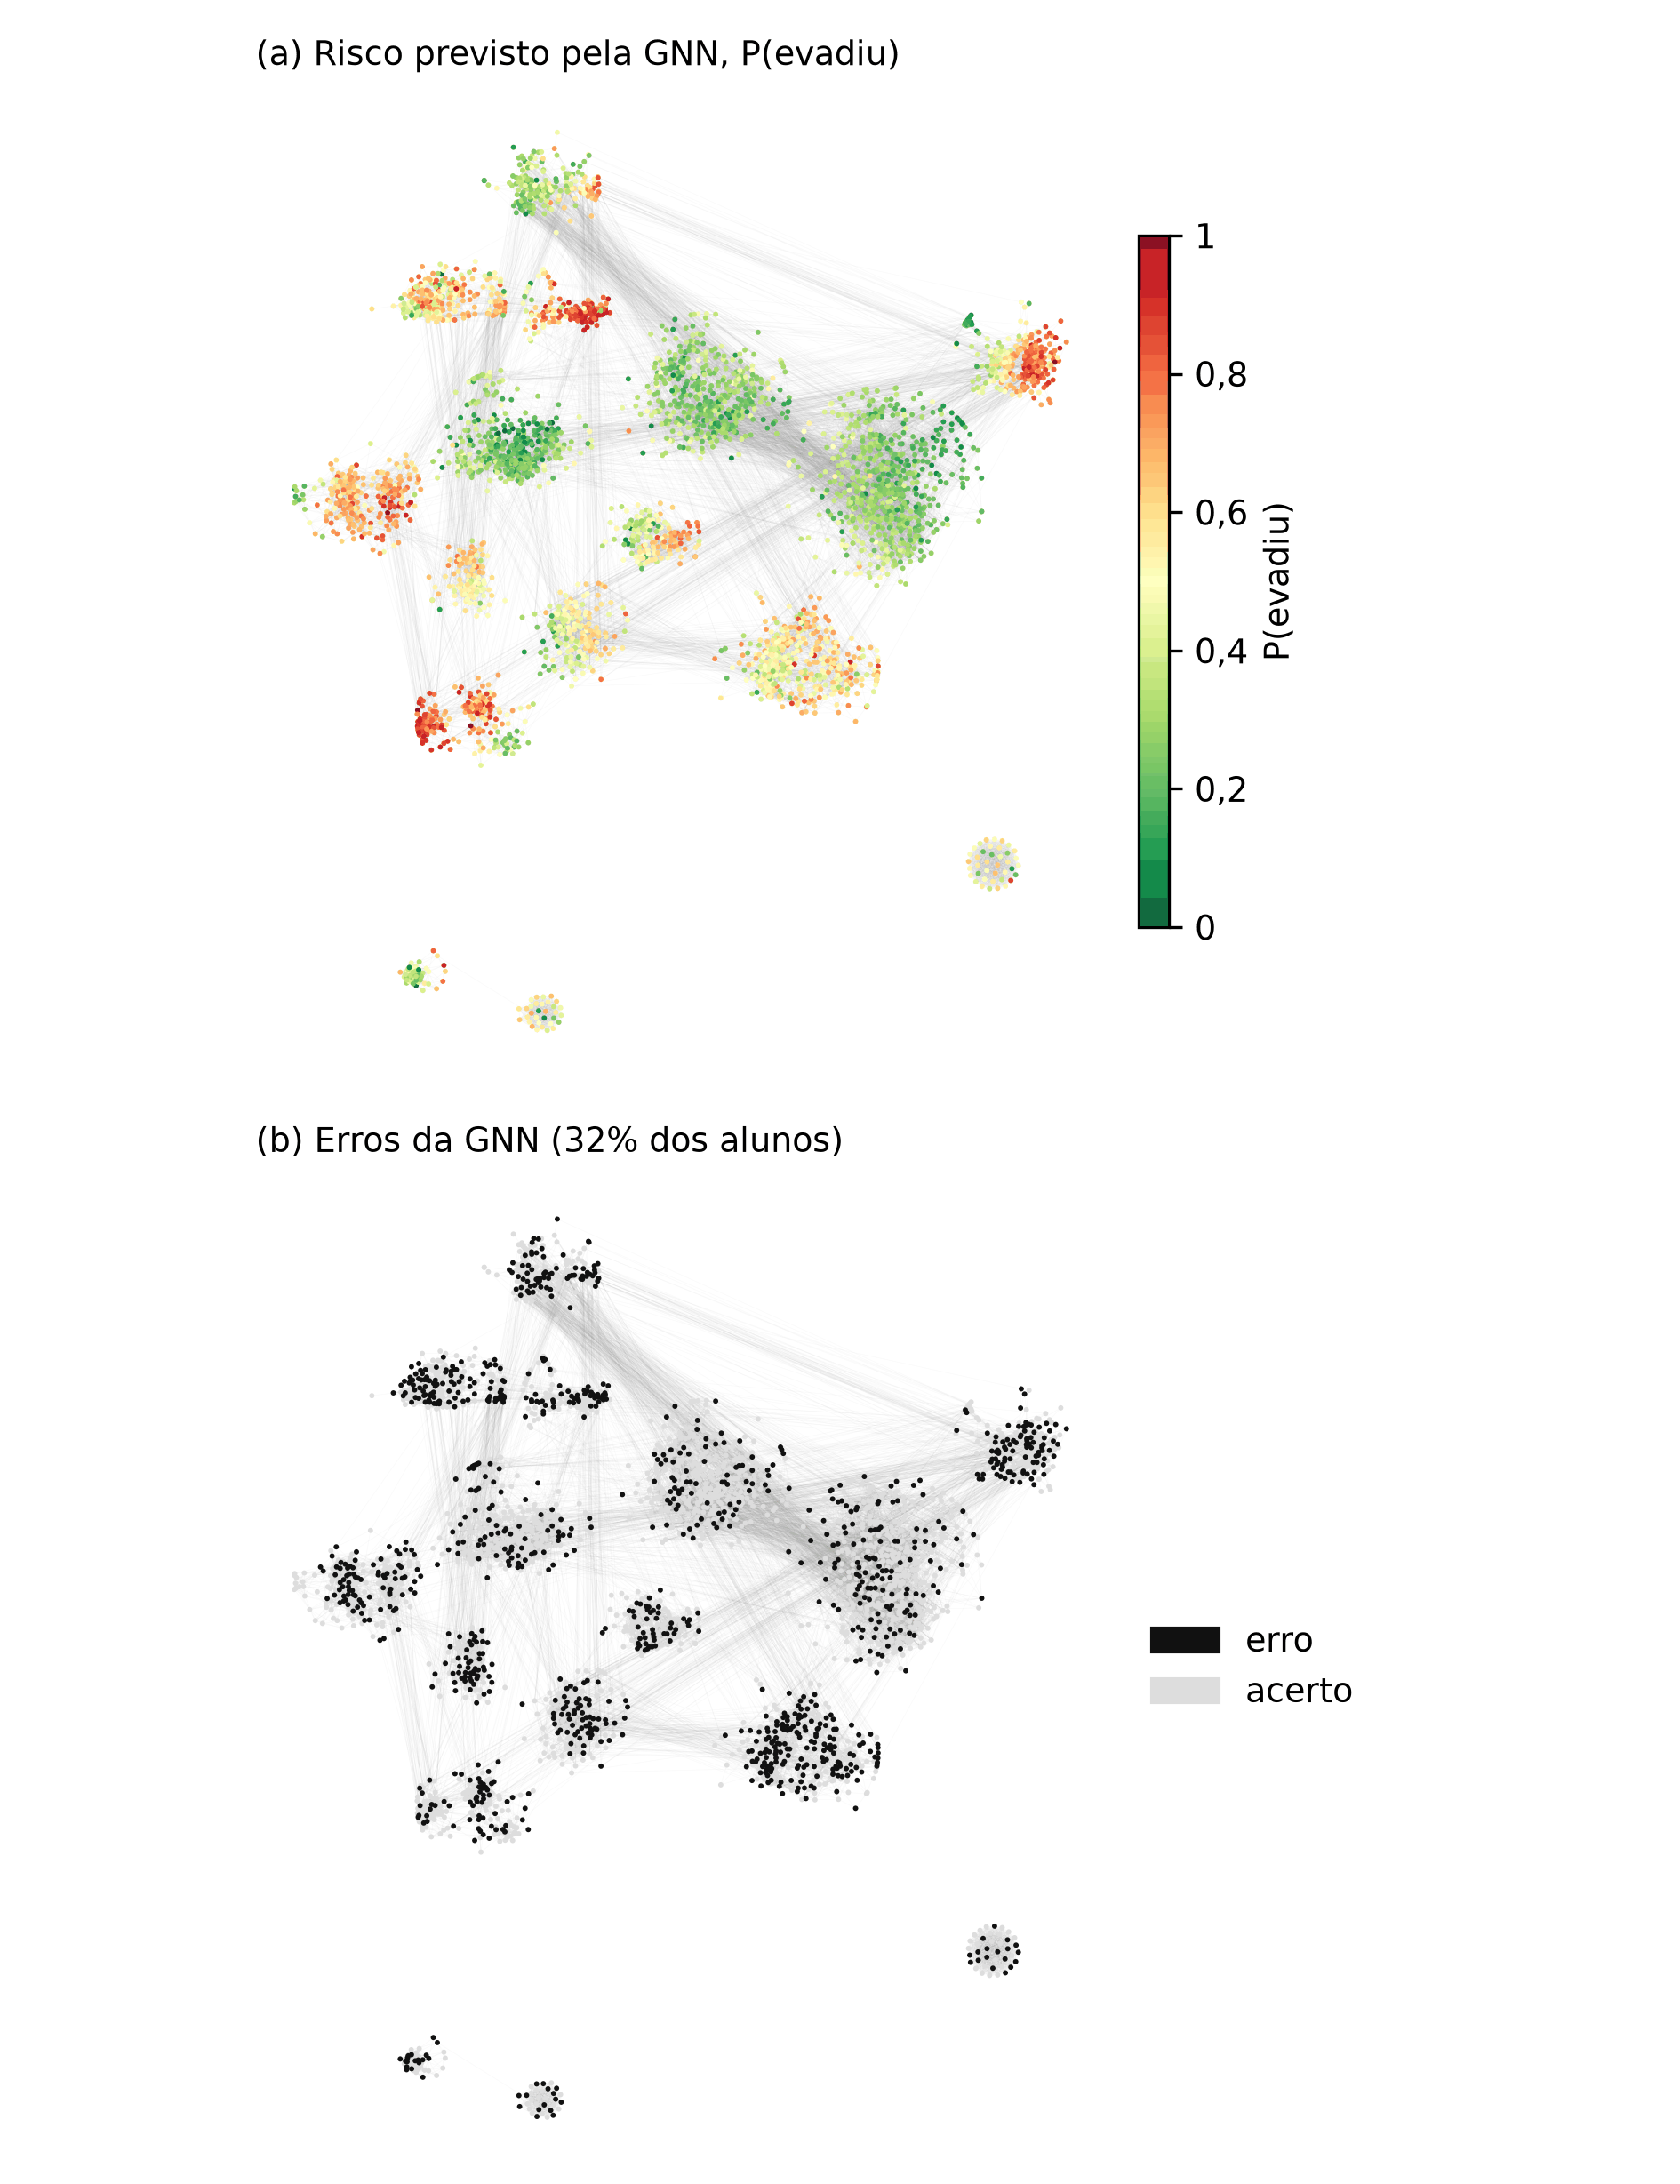 (a) Risco previsto pela GNN, P(evadiu)
1
0,8
0,6
0,4
0,2
0
P(evadiu)
(b) Erros da GNN (32% dos alunos)
erro
acerto